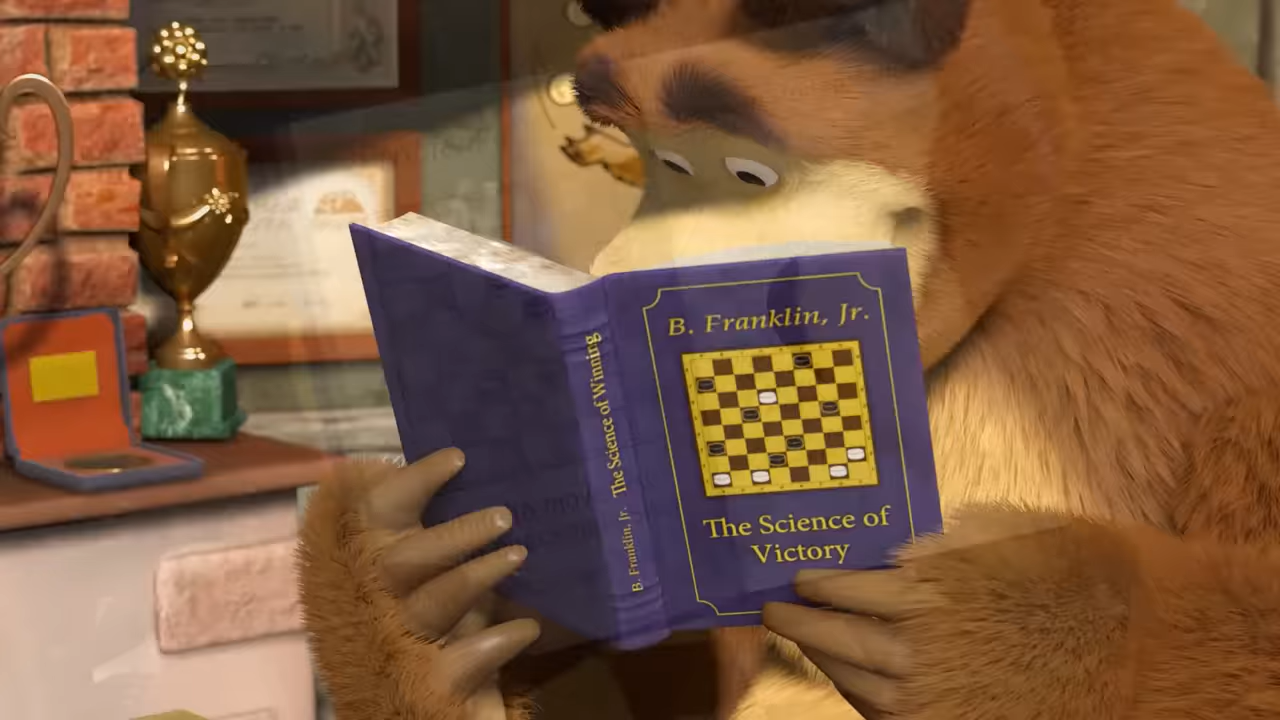 B. Franklin, Jr.
The Science of
Victory
B. Franklin, Jr. The Science of Winning